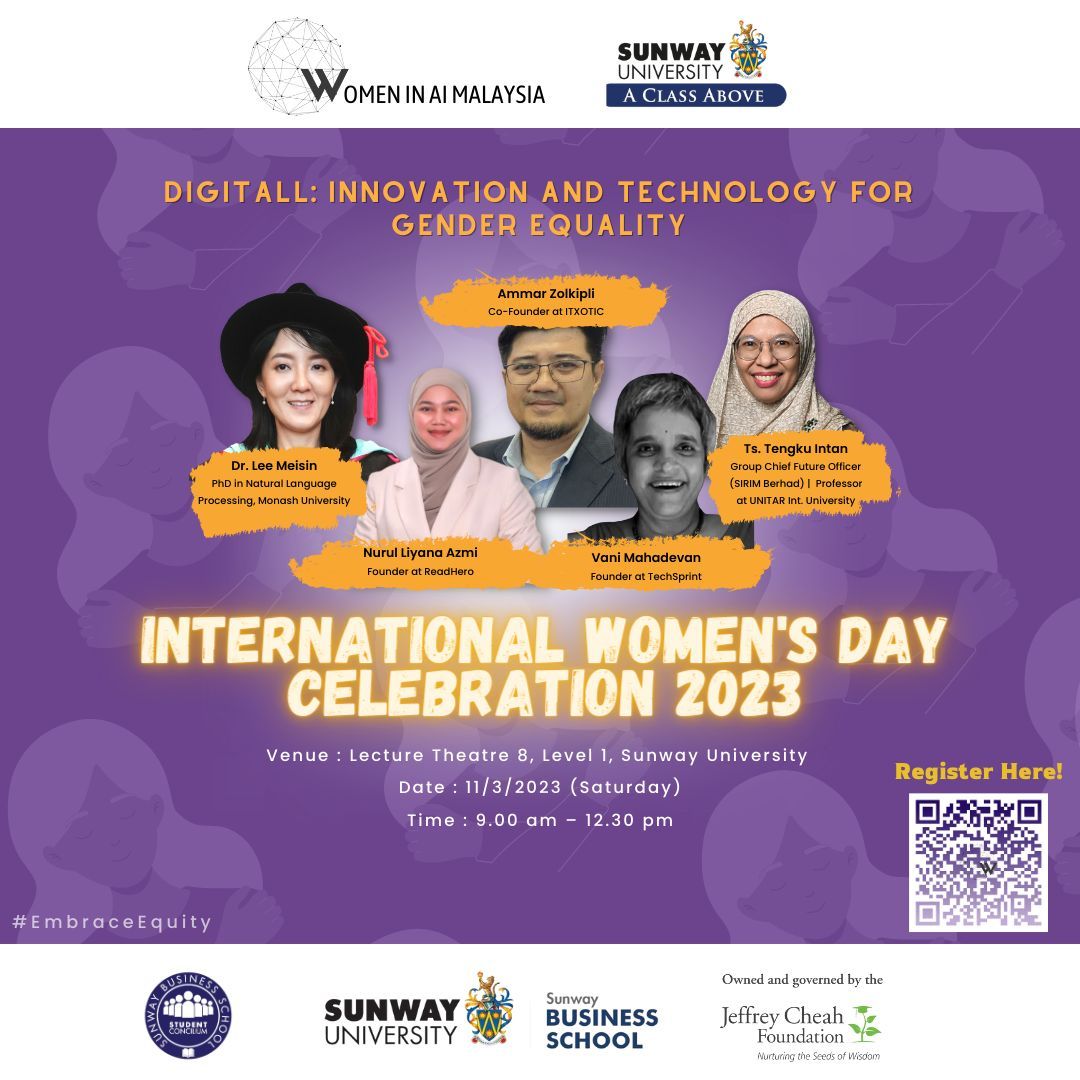 WOMEN IN AI MALAYSIA
SUNWAY
UNIVERSITY
A CLASS ABOVE
DIGITALL: INNOVATION AND TECHNOLOGY FOR
GENDER EQUALITY
Ammar Zolkipli
Co-Founder at ITXOTIC
Dr. Lee Meisin
PhD in Natural Language
Processing, Monash University
Ts. Tengku Intan
Group Chief Future Officer
(SIRIM Berhad) | Professor
at UNITAR Int. University
Nurul Liyana Azmi
Founder at ReadHero
Vani Mahadevan
Founder at TechSprint
INTERNATIONAL WOMEN'S DAY
CELEBRATION 2023
Venue : Lecture Theatre 8, Level 1, Sunway University
Date : 11/3/2023 (Saturday)
Time : 9.00 am – 12.30 pm
Register Here!
W
#EmbraceEquity
SUNWAY BUSINESS SCHOOL
STUDENT
CONCILIUM
SUNWAY
UNIVERSITY
Sunway
BUSINESS
SCHOOL
Owned and governed by the
Jeffrey Cheah
Foundation
Nurturing the Seeds of Wisdom